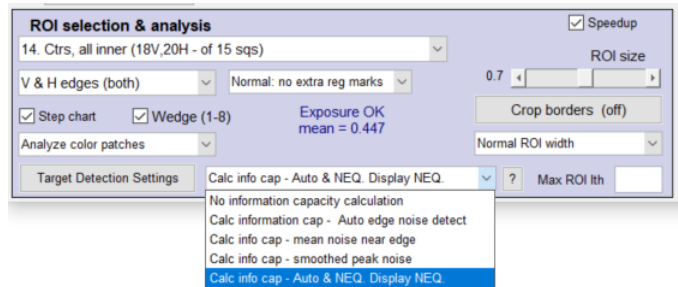 ROI selection & analysis
Speedup
14. Ctrs, all inner (18V,20H - of 15 sqs)
ROI size
V & H edges (both)
Normal: no extra reg marks
0.7
Step chart
Wedge (1-8)
Exposure OK
mean = 0.447
Crop borders (off)
Analyze color patches
Normal ROI width
Target Detection Settings
Calc info cap - Auto & NEQ. Display NEQ.
?
Max ROI lth
No information capacity calculation
Calc information cap - Auto edge noise detect
Calc info cap - mean noise near edge
Calc info cap - smoothed peak noise
Calc info cap - Auto & NEQ. Display NEQ.